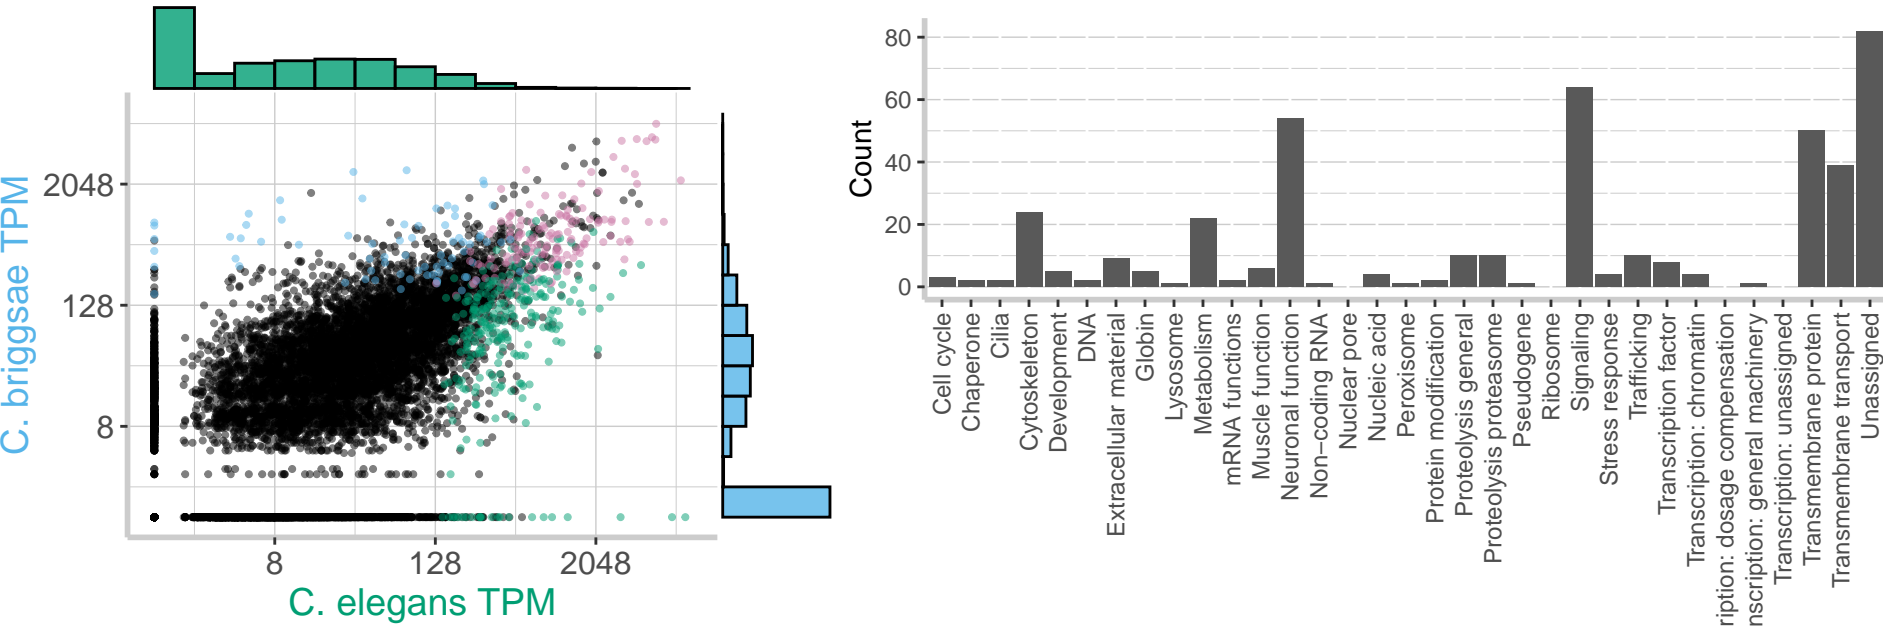 C. briggsae TPM
2048
128
8
8
128
2048
C. elegans TPM
Count
80
60
40
20
0
Cell cycle
Chaperone
Cilia
Cytoskeleton
Development
DNA
Extracellular material
Globin
Lysosome
Metabolism
mRNA functions
Muscle function
Neuronal function
Non−coding RNA
Nuclear pore
Nucleic acid
Peroxisome
Protein modification
Proteolysis general
Proteolysis proteasome
Pseudogene
Ribosome
Signaling
Stress response
Trafficking
Transcription factor
Transcription: chromatin
ription: dosage compensation
nscription: general machinery
Transcription: unassigned
Transmembrane protein
Transmembrane transport
Unassigned